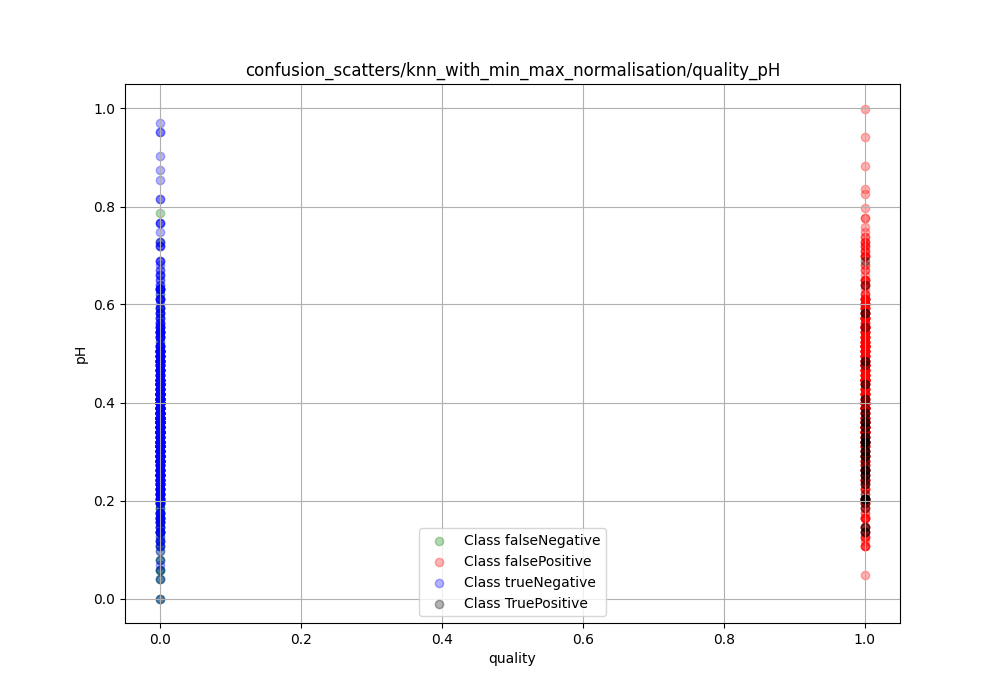 confusion_scatters/knn_with_min_max_normalisation/quality_pH
1.0
0.8
0.6
0.4
0.2
0.0
pH
Class falseNegative
Class falsePositive
Class trueNegative
Class TruePositive
0.0 0.2 0.4 0.6 0.8 1.0
quality